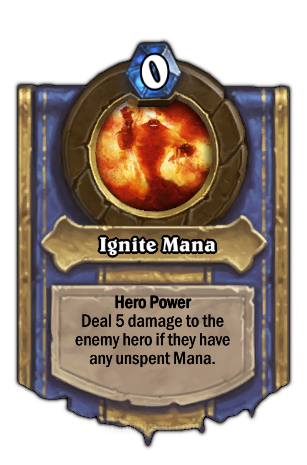 0
Ignite Mana
Hero Power
Deal 5 damage to the
enemy hero if they have
any unspent Mana.